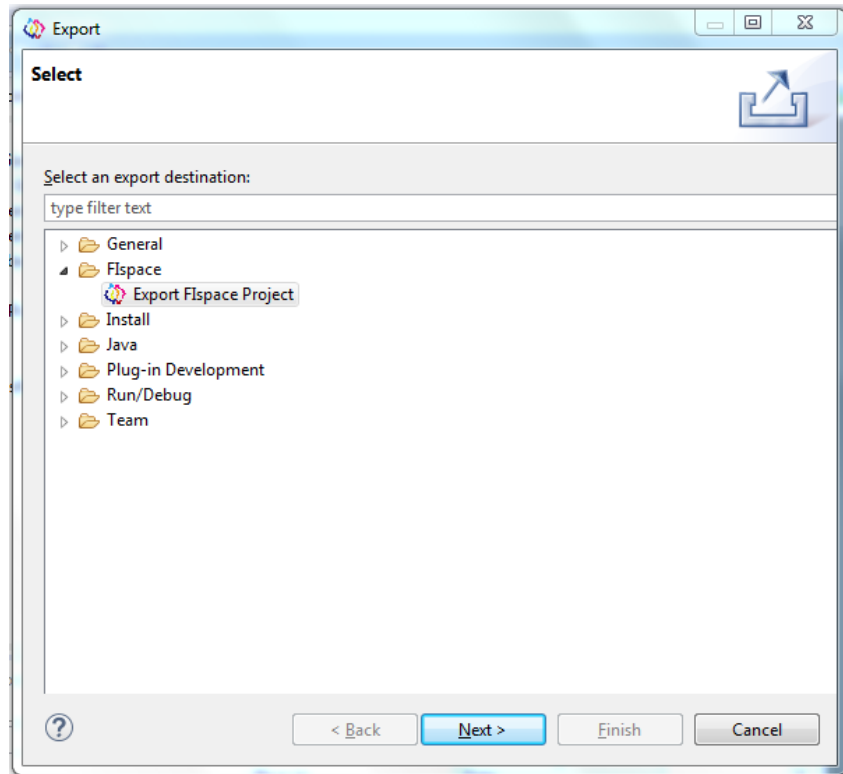 Export
Select
Select an export destination:
type filter text
General
FIspace
Export FIspace Project
Install
Java
Plug-in Development
Run/Debug
Team
?
< Back
Next >
Finish
Cancel